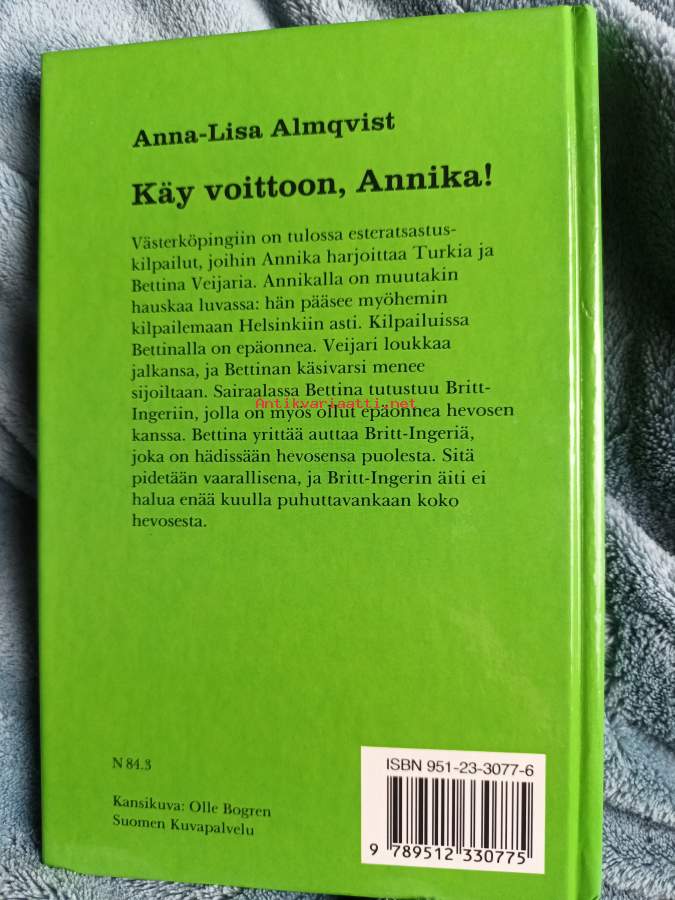 Anna-Lisa Almqvist
Käy voittoon, Annika!
Västerköpingiin on tulossa esteratsastus-
kilpailut, joihin Annika harjoittaa Turkia ja
Bettina Veijaria. Annikalla on muutakin
hauskaa luvassa: hän pääsee myöhemin
kilpailemaan Helsinkiin asti. Kilpailuissa
Bettinalla on epäonnea. Veijari loukkaa
jalkansa, ja Bettinan käsivarsi menee
sijoiltaan. Sairaalassa Bettina tutustuu Britt-
Antikvariaatti.net
Ingeriin, jolla on myös ollut epäonnea hevosen
kanssa. Bettina yrittää auttaa Britt-Ingeriä,
joka on hädissään hevosensa puolesta. Sitä
pidetään vaarallisena, ja Britt-Ingerin äiti ei
halua enää kuulla puhuttavankaan koko
hevosesta.
N 84.3
Kansikuva: Olle Bogren
Suomen Kuvapalvelu
ISBN 951-23-3077-6
9 789512 330775